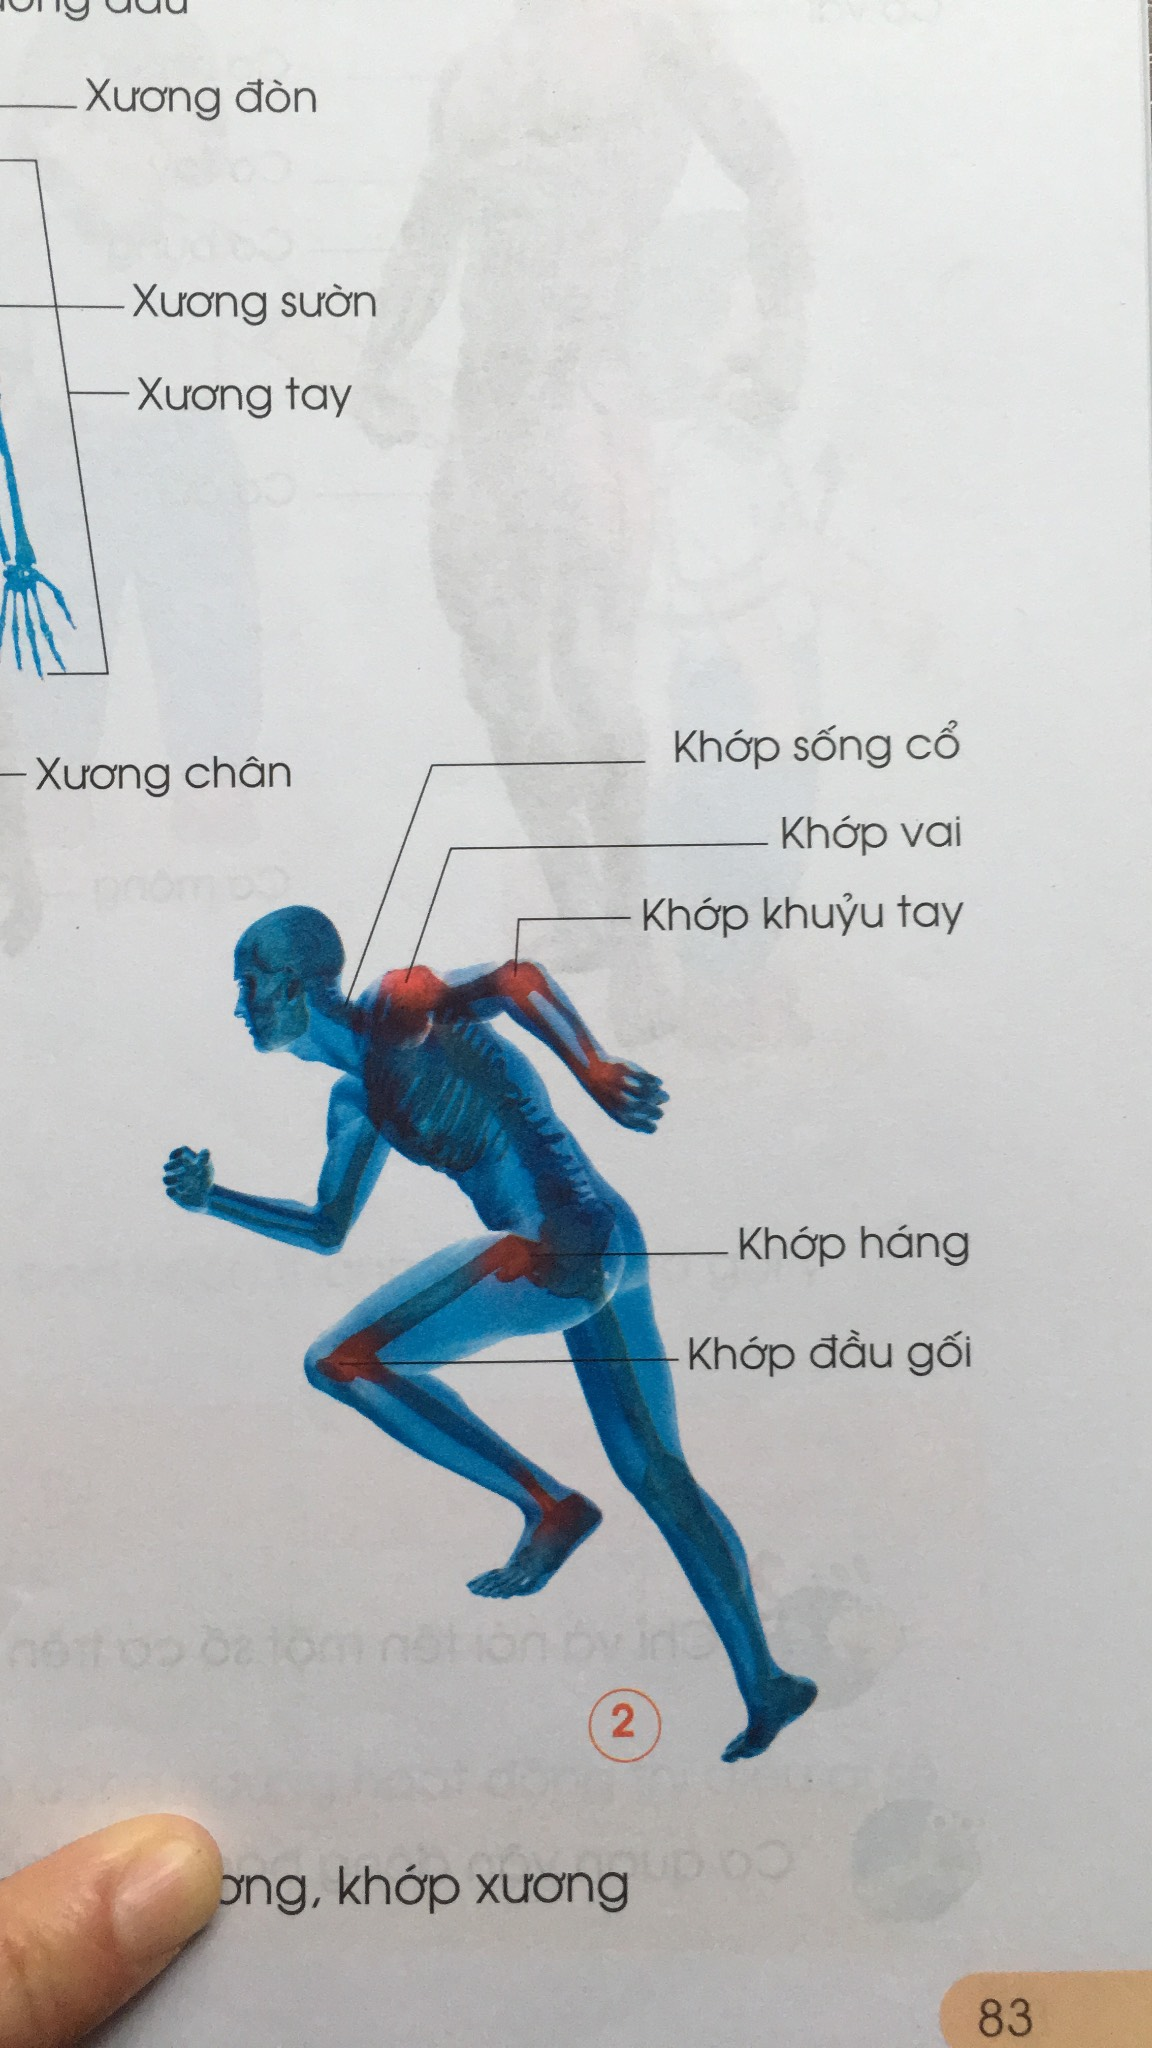 Xương đòn
Xương sườn
Xương tay
Xương chân
Khớp sống cổ
Khớp vai
Khớp khuỷu tay
Khớp háng
Khớp đầu gối
2
khớp xương
83